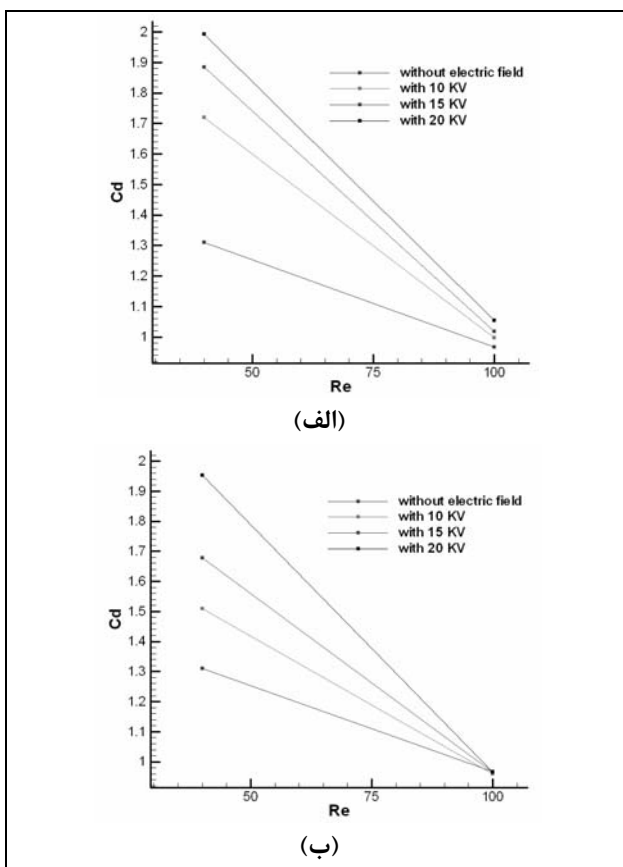 2
1.9
1.8
1.7
1.6
1.5
1.4
1.3
1.2
1.1
1
Cd
without electric field
with 10 KV
with 15 KV
with 20 KV
50 75 100
Re
(الف)
2
1.9
1.8
1.7
1.6
1.5
1.4
1.3
1.2
1.1
1
Cd
without electric field
with 10 KV
with 15 KV
with 20 KV
50 75 100
Re
(ب)